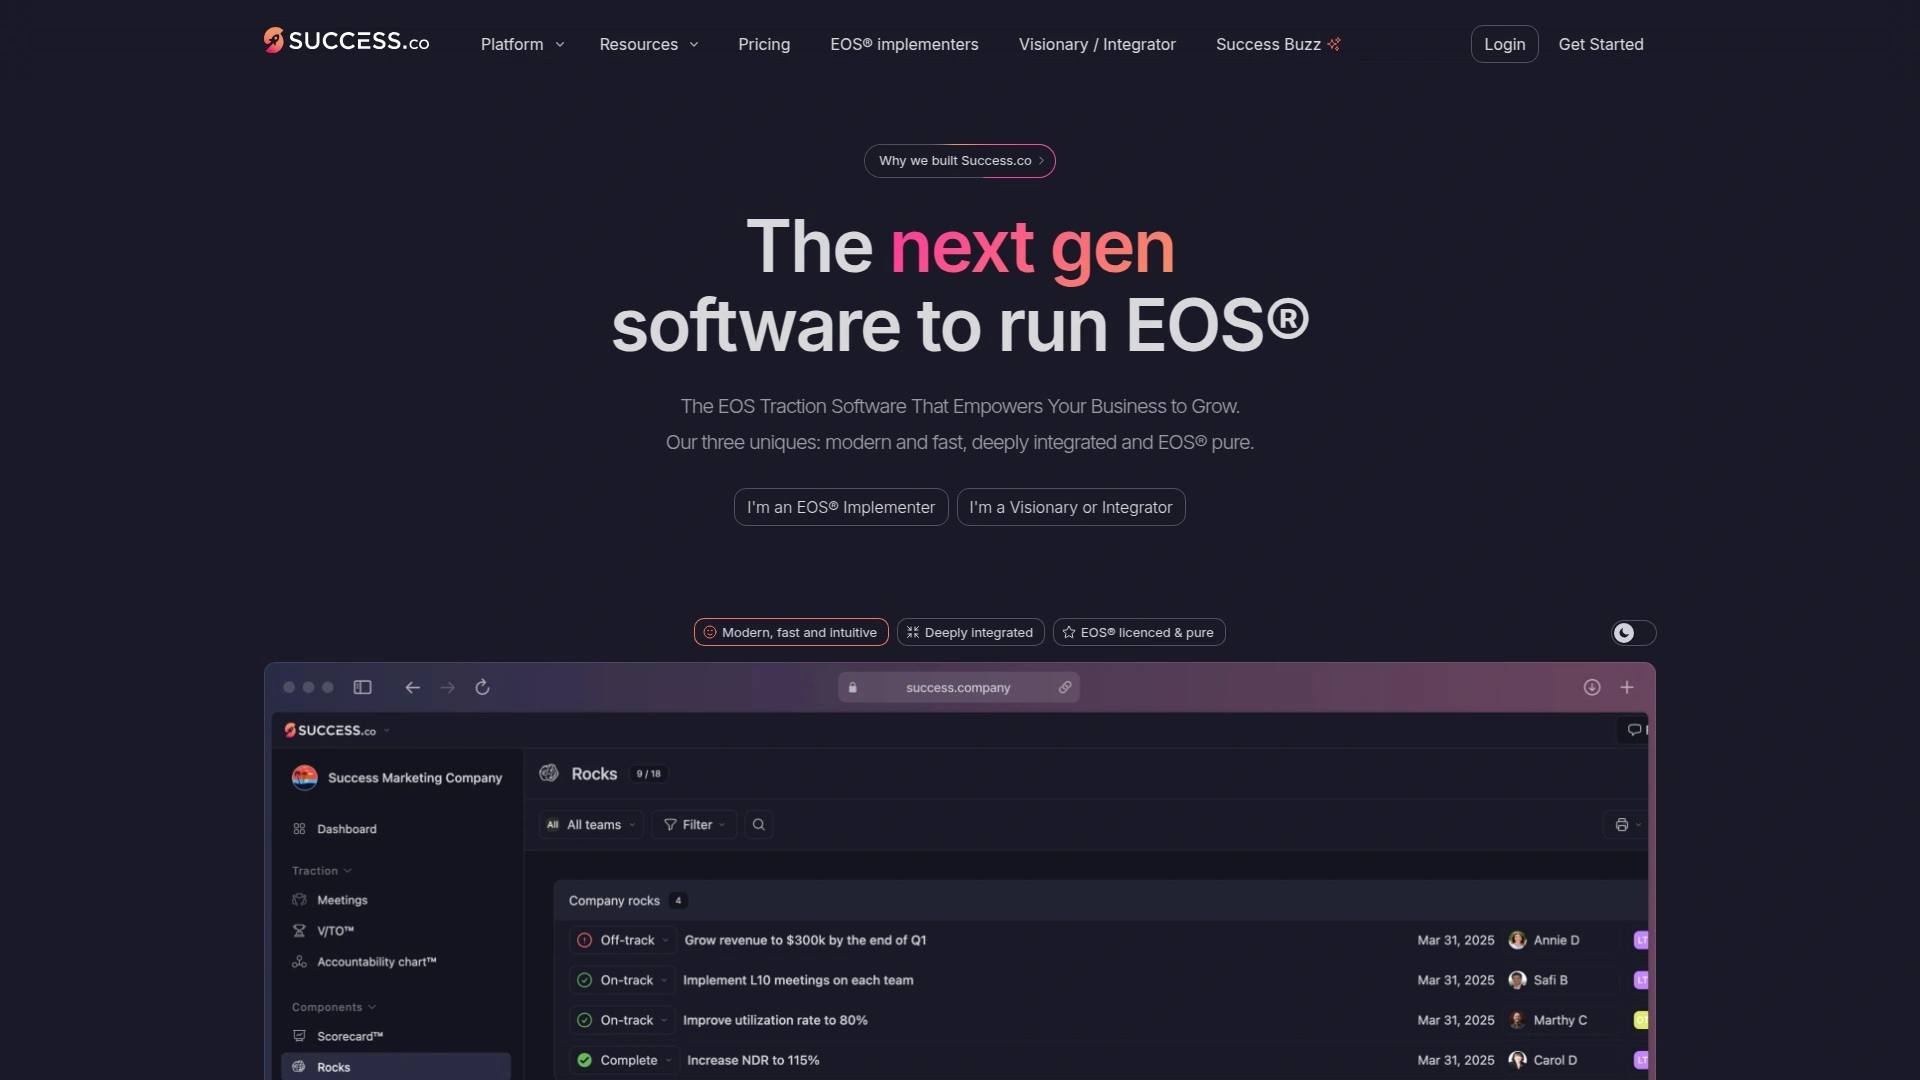 SUCCESS.co
Platform
Resources
Pricing
EOS® implementers
Visionary / Integrator
Success Buzz
Login
Get Started
Why we built Success.co
The next gen
software to run EOS®
The EOS Traction Software That Empowers Your Business to Grow.
Our three uniques: modern and fast, deeply integrated and EOS® pure.
I'm an EOS® Implementer
I'm a Visionary or Integrator
Modern, fast and intuitive
Deeply integrated
EOS® licenced & pure
success.company
SUCCESS.co
Success Marketing Company
Rocks
9 / 18
Dashboard
All
All teams
Filter
Traction
Meetings
V/TO™
Accountability chart™
Components
Scorecard™
Rocks
Company rocks
4
Off-track
Grow revenue to $300k by the end of Q1
Mar 31, 2025
Annie D
LT
On-track
Implement L10 meetings on each team
Mar 31, 2025
Safi B
LT
On-track
Improve utilization rate to 80%
Mar 31, 2025
Marthy C
Complete
Increase NDR to 115%
Mar 31, 2025
Carol D
LT